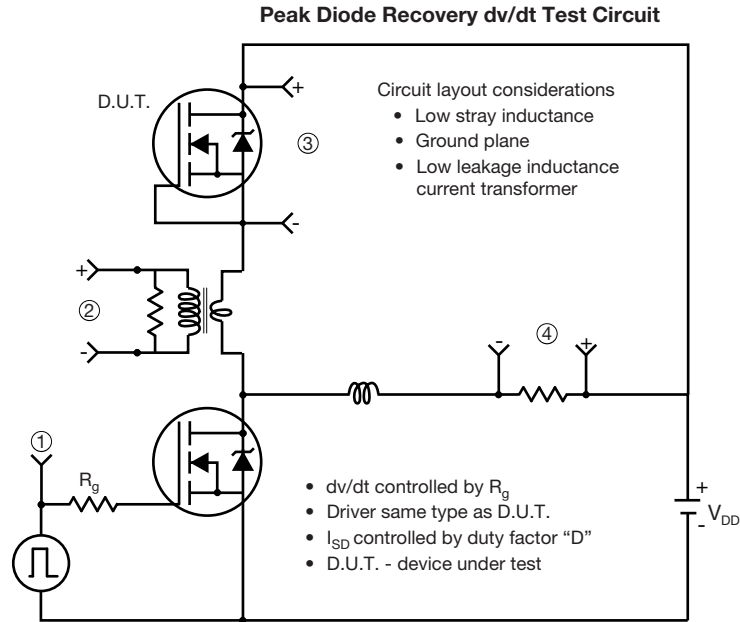 Peak Diode Recovery dv/dt Test Circuit
D.U.T.
+
③
-
Circuit layout considerations
• Low stray inductance
• Ground plane
• Low leakage inductance
current transformer
+
②
-
-
④
+
①
Rg
• dv/dt controlled by Rg
• Driver same type as D.U.T.
• ISD controlled by duty factor “D”
• D.U.T. - device under test
+
VDD
-